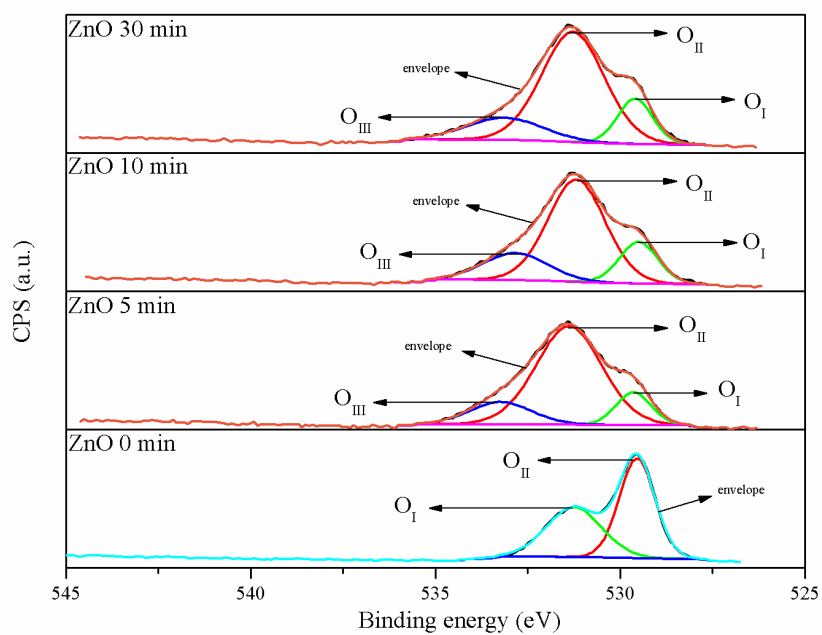 ZnO 30 min
O_II
envelope
O_I
O_III
ZnO 10 min
O_II
envelope
O_I
O_III
ZnO 5 min
O_II
envelope
O_I
O_III
ZnO 0 min
O_II
envelope
O_I
CPS (a.u.)
545 540 535 530 525
Binding energy (eV)